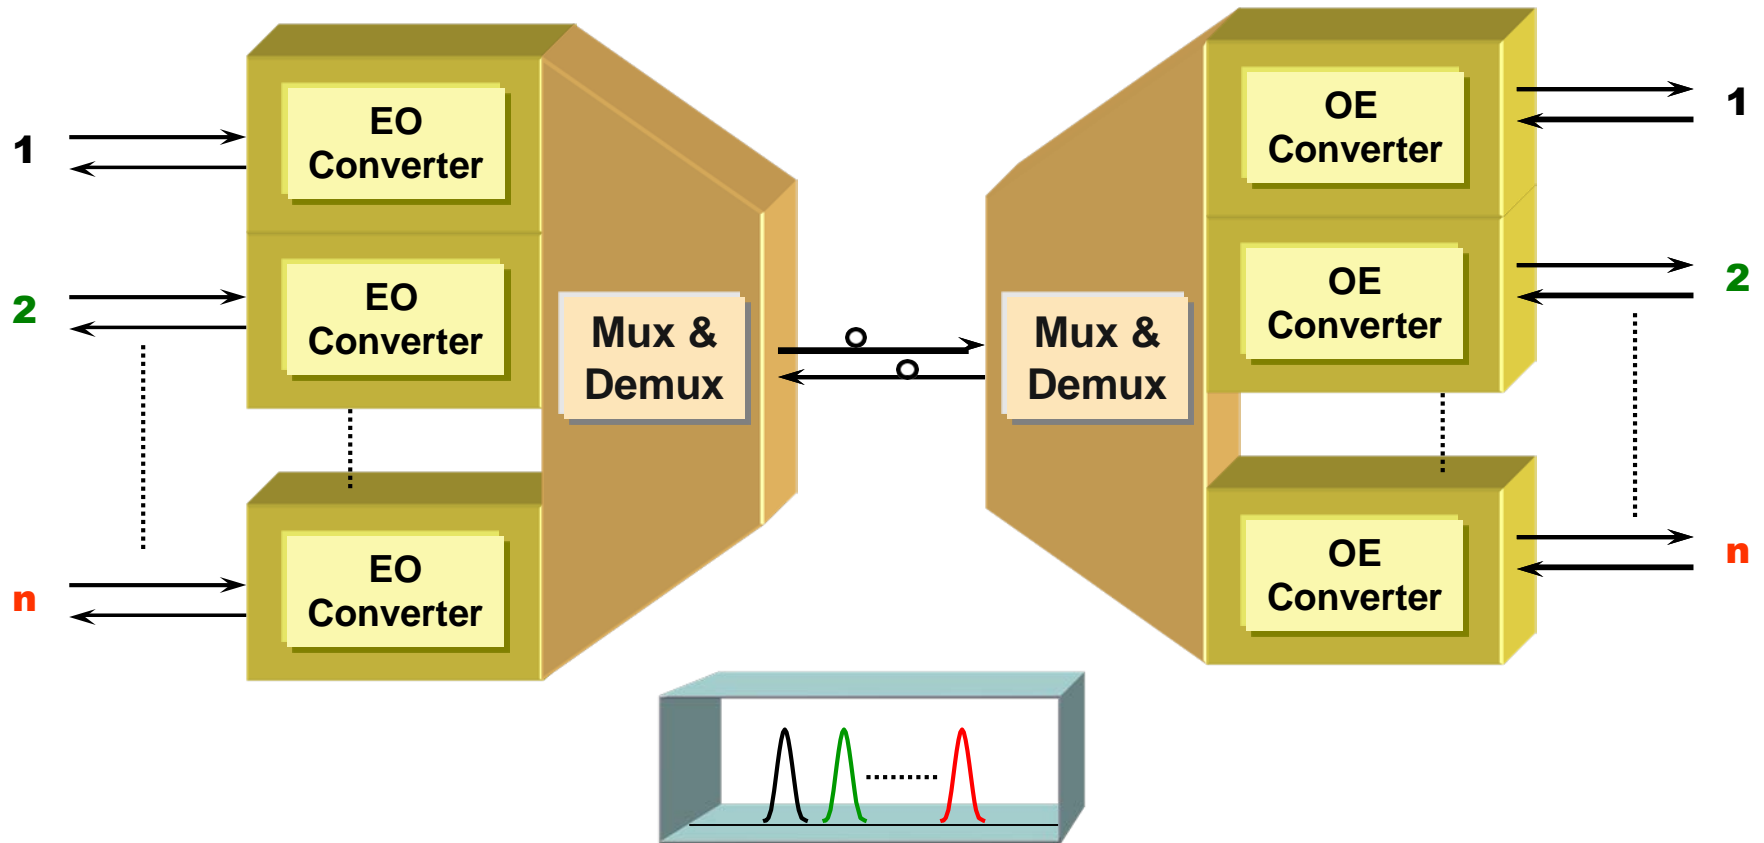 1
EO
Converter
2
EO
Converter
n
EO
Converter
Mux &
Demux
Mux &
Demux
OE
Converter
1
OE
Converter
2
OE
Converter
n